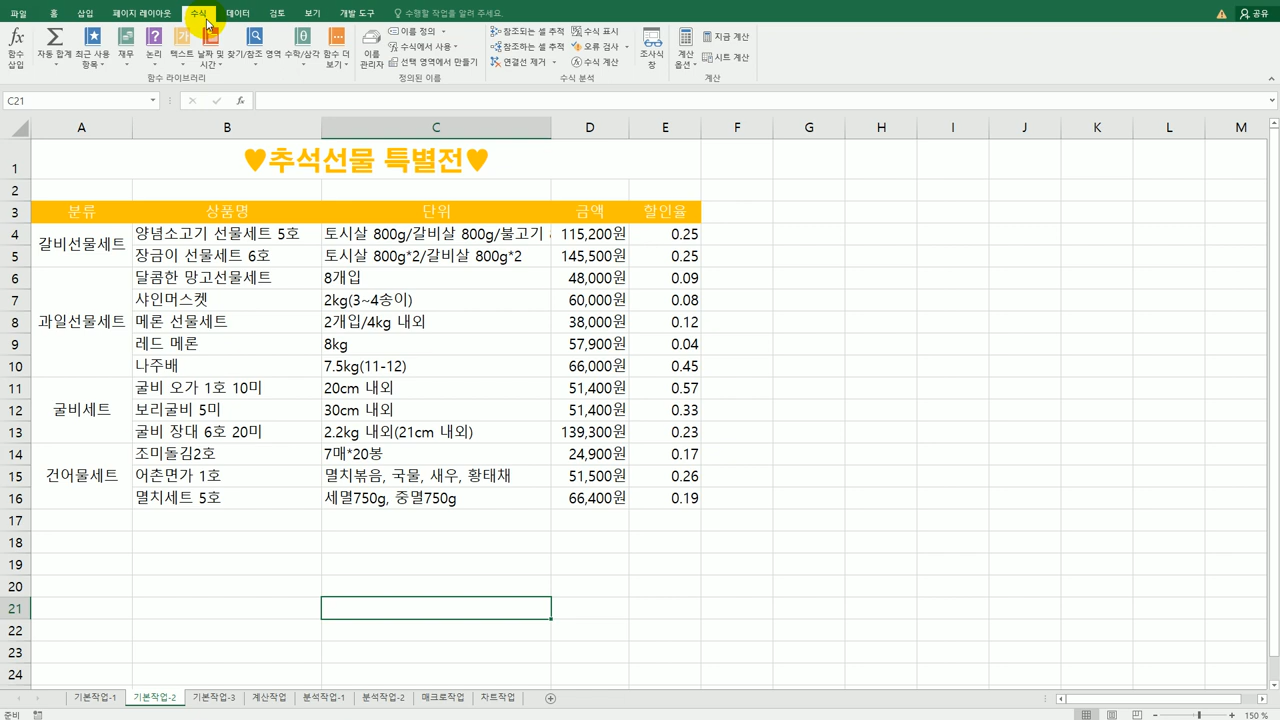 파일 홈 삽입 페이지 레이아웃 수식 데이터 검토 보기 개발 도구 수행할 작업을 알려 주세요. 공유
fx 함수 삽입 Σ 자동 합계 최근 사용 항목 재무 논리 텍스트 날짜 및 시간 찾기/참조 영역 수학/삼각 함수 더 보기
이름 관리자 이름 정의 수식에서 사용 선택 영역에서 만들기
참조되는 셀 추적 참조하는 셀 추적 연결선 제거 수식 표시 오류 검사 수식 계산 조사식 창
계산 옵션 지금 계산 시트 계산
함수 라이브러리 정의된 이름 수식 분석 계산
C21 fx
A B C D E F G H I J K L M
1 ♥추석선물 특별전♥
2
3 분류 상품명 단위 금액 할인율
4 갈비선물세트 양념소고기 선물세트 5호 토시살 800g/갈비살 800g/불고기 115,200원 0.25
5 장금이 선물세트 6호 토시살 800g*2/갈비살 800g*2 145,500원 0.25
6 달콤한 망고선물세트 8개입 48,000원 0.09
7 샤인머스켓 2kg(3~4송이) 60,000원 0.08
8 과일선물세트 메론 선물세트 2개입/4kg 내외 38,000원 0.12
9 레드 메론 8kg 57,900원 0.04
10 나주배 7.5kg(11-12) 66,000원 0.45
11 굴비 오가 1호 10미 20cm 내외 51,400원 0.57
12 굴비세트 보리굴비 5미 30cm 내외 51,400원 0.33
13 굴비 장대 6호 20미 2.2kg 내외(21cm 내외) 139,300원 0.23
14 조미돌김2호 7매*20봉 24,900원 0.17
15 건어물세트 어촌면가 1호 멸치볶음, 국물, 새우, 황태채 51,500원 0.26
16 멸치세트 5호 세멸750g, 중멸750g 66,400원 0.19
17
18
19
20
21
22
23
24
기본작업-1 기본작업-2 기본작업-3 계산작업 분석작업-1 분석작업-2 매크로작업 차트작업
준비 150 %